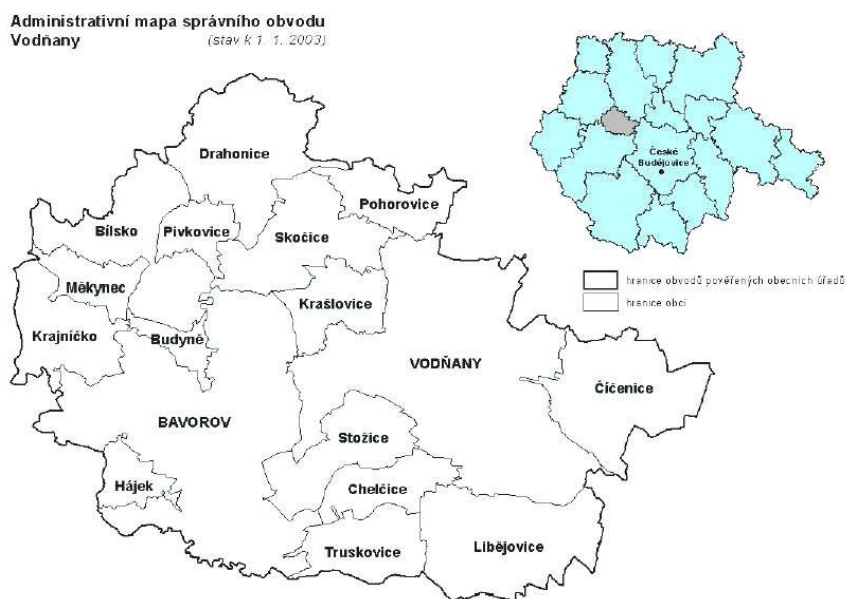 Administrativní mapa správního obvodu
Vodňany (stav k 1. 1. 2003)
České
Budějovice
Drahonice
Pohorovice
Bílsko
Pivkovice
Skočice
hranice obvodů pověřených obecních úřadů
Měkynec
Krašlovice
hranice obcí
Krajníčko
Budyně
VODŇANY
Číčenice
BAVOROV
Stožice
Hájek
Chelčice
Truskovice
Libějovice